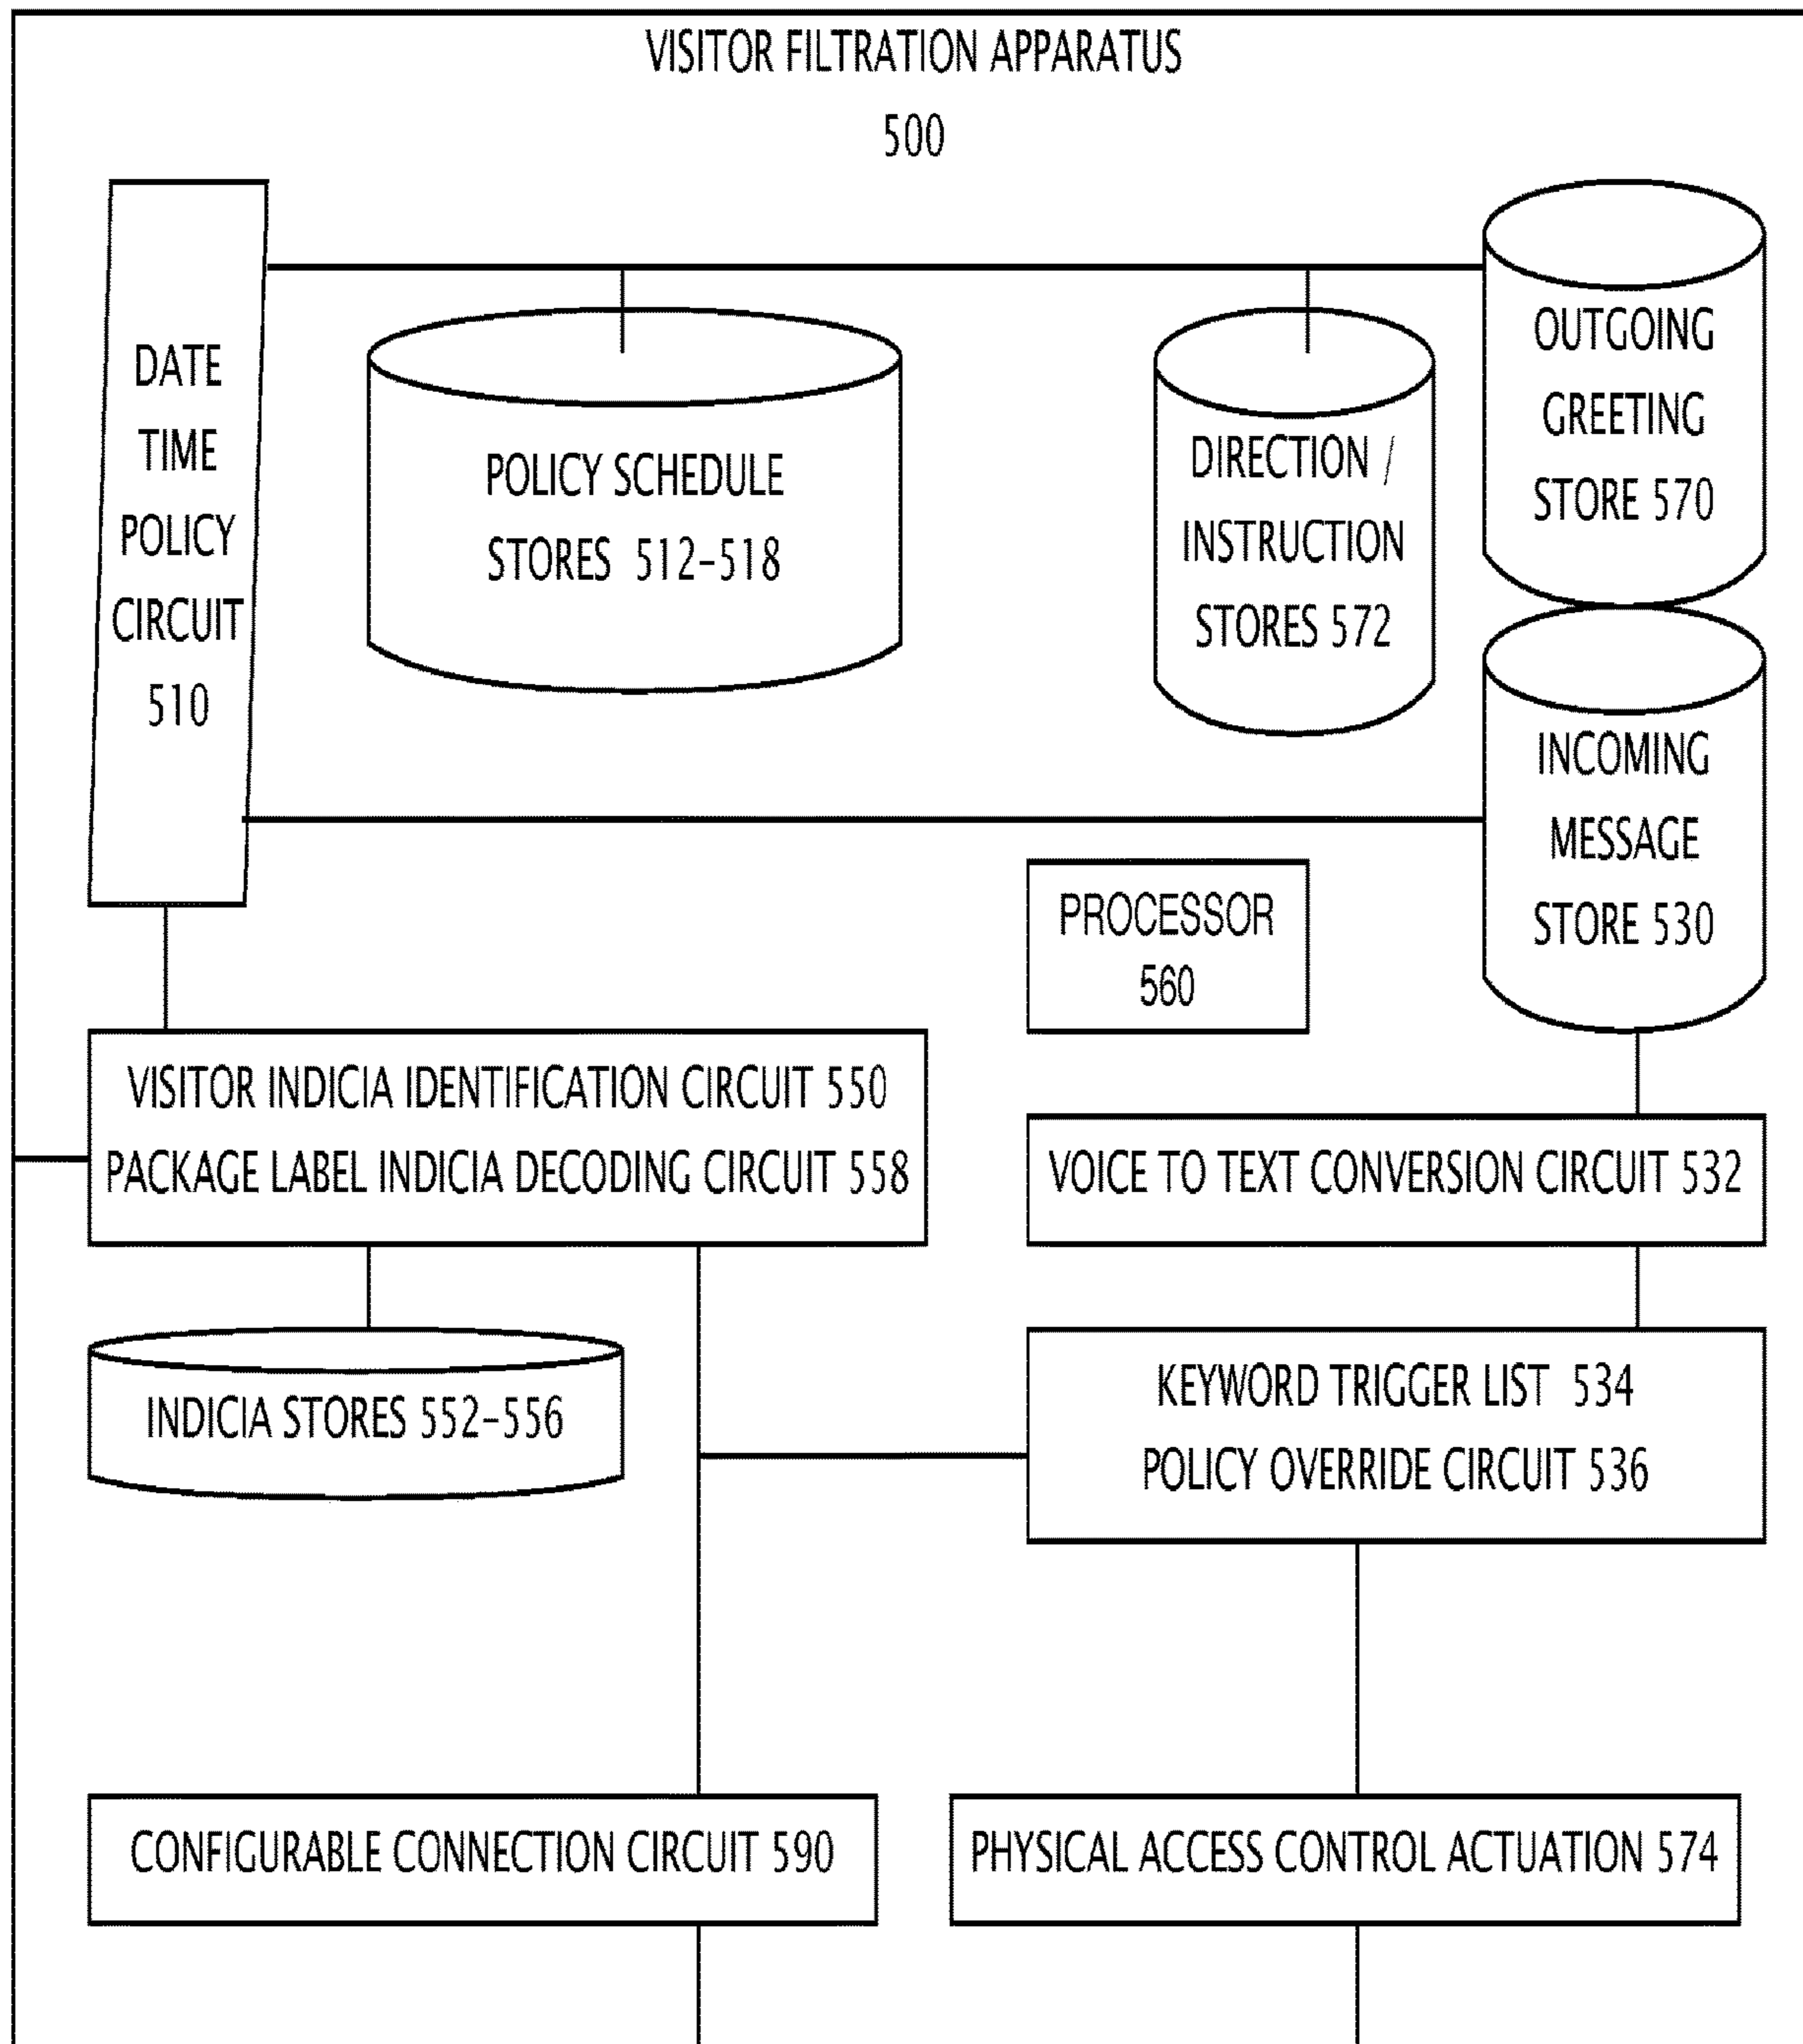 VISITOR FILTRATION APPARATUS
500
DATE
TIME
POLICY
CIRCUIT
510
POLICY SCHEDULE
STORES 512-518
DIRECTION /
INSTRUCTION
STORES 572
OUTGOING
GREETING
STORE 570
INCOMING
MESSAGE
STORE 530
PROCESSOR
560
VISITOR INDICIA IDENTIFICATION CIRCUIT 550
PACKAGE LABEL INDICIA DECODING CIRCUIT 558
VOICE TO TEXT CONVERSION CIRCUIT 532
INDICIA STORES 552-556
KEYWORD TRIGGER LIST 534
POLICY OVERRIDE CIRCUIT 536
CONFIGURABLE CONNECTION CIRCUIT 590
PHYSICAL ACCESS CONTROL ACTUATION 574